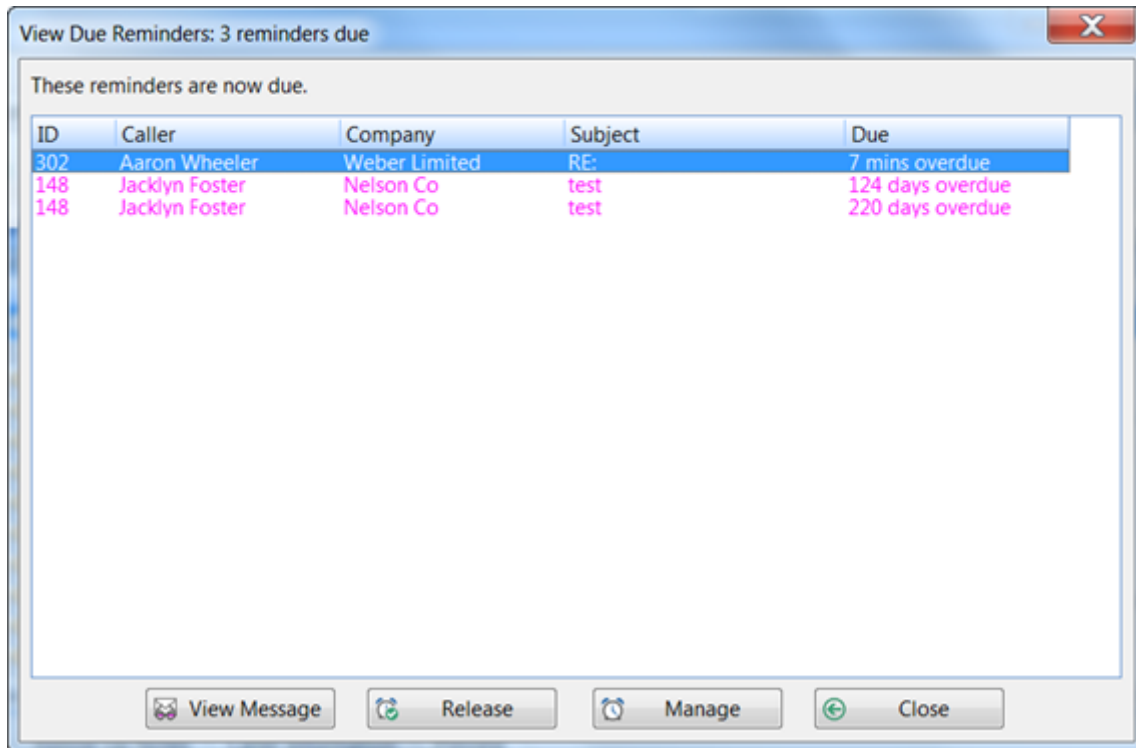 View Due Reminders: 3 reminders due
These reminders are now due.
ID Caller Company Subject Due
302 Aaron Wheeler Weber Limited RE: 7 mins overdue
148 Jacklyn Foster Nelson Co test 124 days overdue
148 Jacklyn Foster Nelson Co test 220 days overdue
View Message Release Manage Close